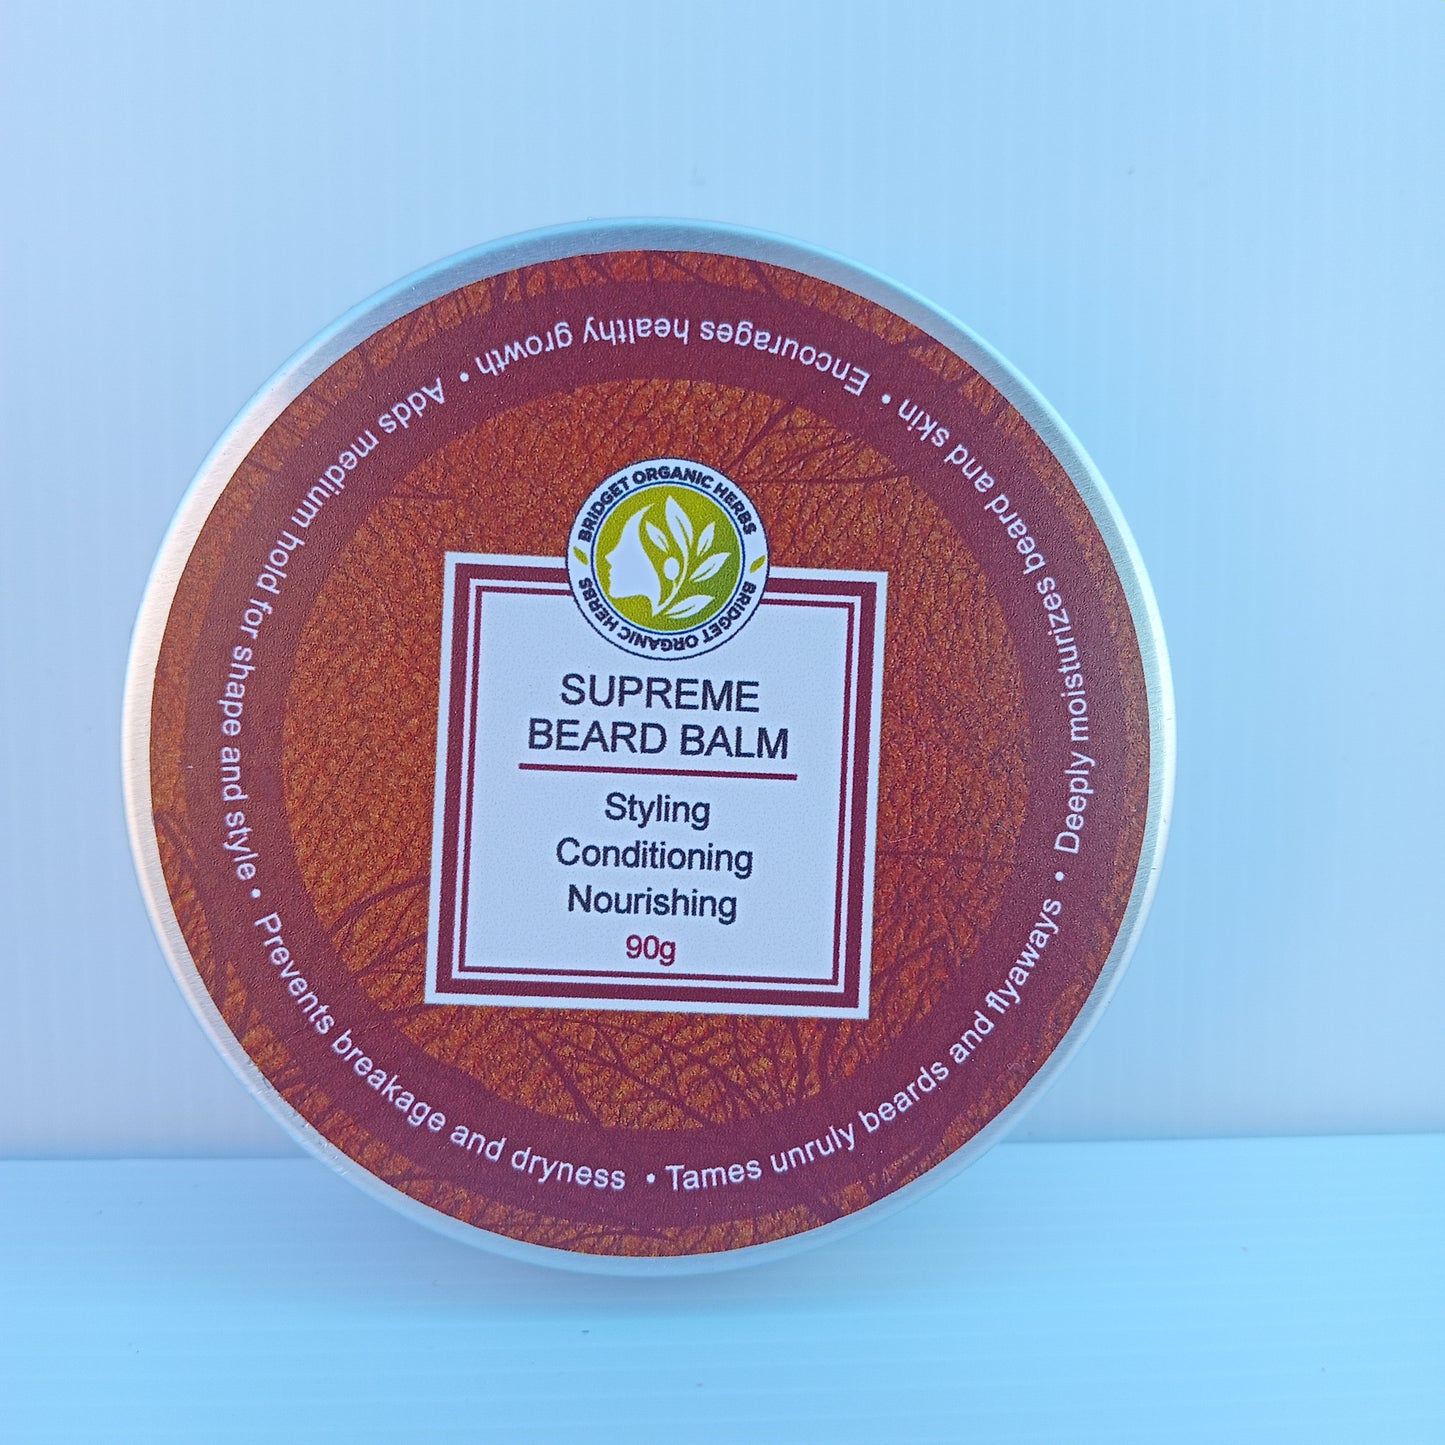 BRIDGET ORGANIC HERBS
BRIDGET ORGANIC HERBS
SUPREME
BEARD BALM
Styling
Conditioning
Nourishing
90g
• Tames unruly beards and flyaways • Deeply moisturizes beard and skin • Encourages healthy growth • Adds medium hold for shape and style • Prevents breakage and dryness